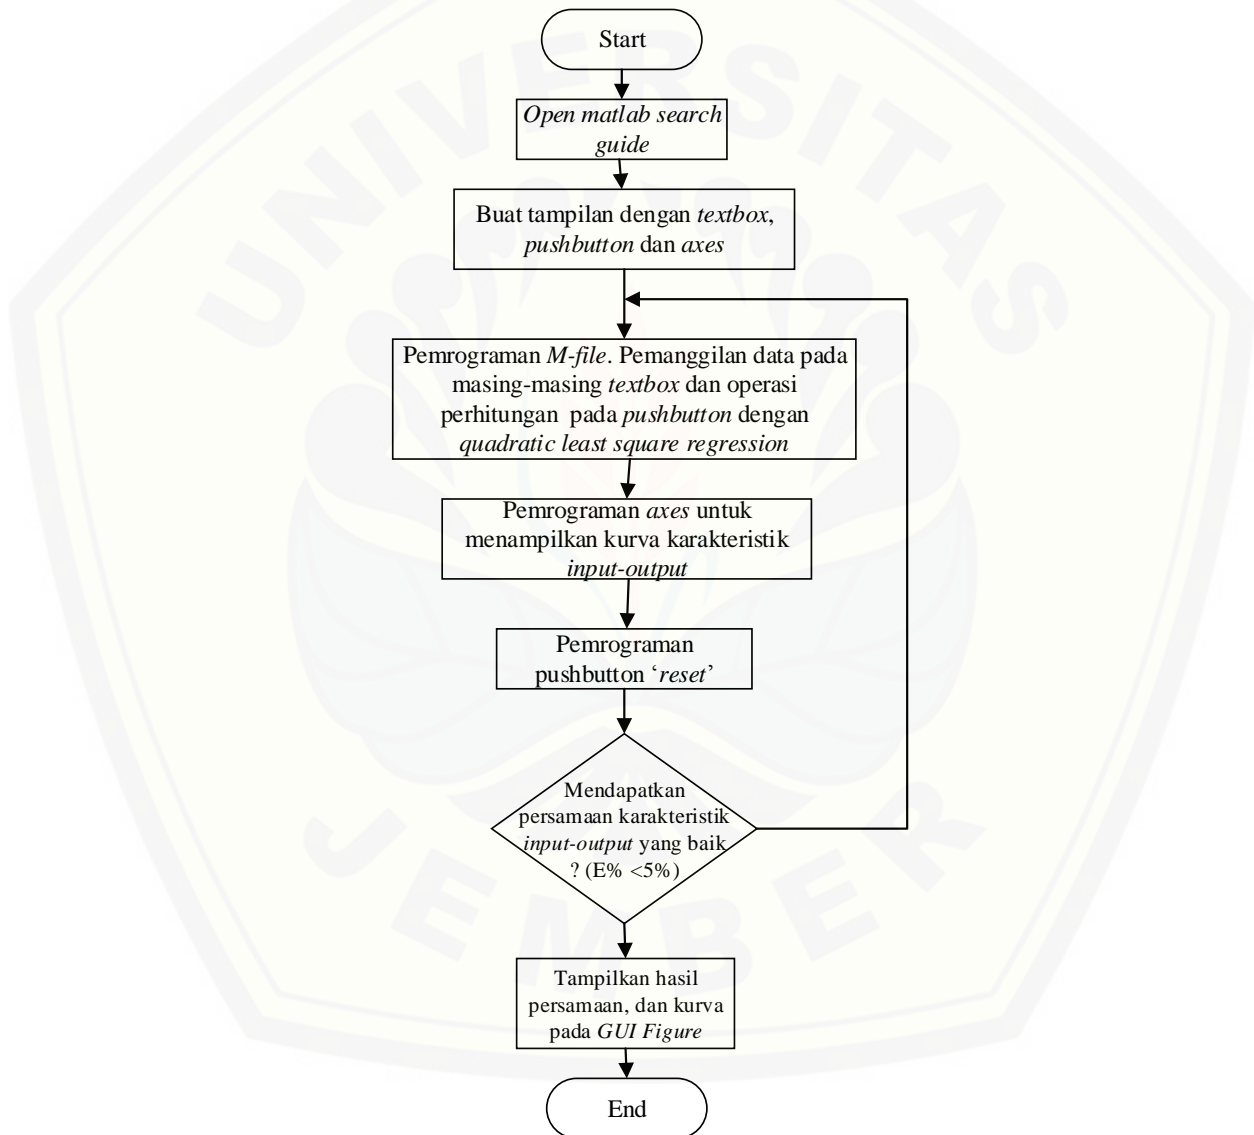 UNIVERSITAS
Start
Open matlab search
guide
Buat tampilan dengan textbox,
pushbutton dan axes
Pemrograman M-file. Pemanggilan data pada
masing-masing textbox dan operasi
perhitungan pada pushbutton dengan
quadratic least square regression
Pemrograman axes untuk
menampilkan kurva karakteristik
input-output
Pemrograman
pushbutton ‘reset’
Mendapatkan
persamaan karakteristik
input-output yang baik
? (E% <5%)
JEMBER
Tampilkan hasil
persamaan, dan kurva
pada GUI Figure
End